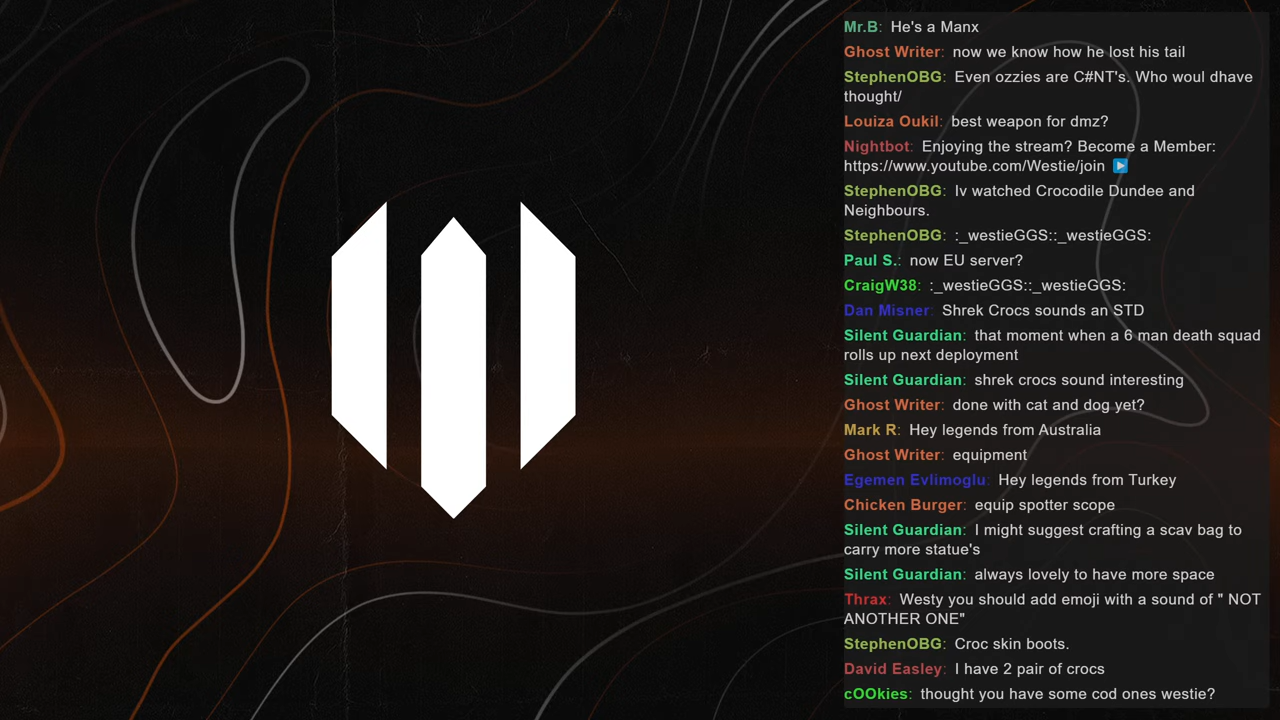 Mr.B: He's a Manx
Ghost Writer: now we know how he lost his tail
StephenOBG: Even ozzies are C#NT's. Who woul dhave
thought/
Louiza Oukil: best weapon for dmz?
Nightbot: Enjoying the stream? Become a Member:
https://www.youtube.com/Westie/join
StephenOBG: Iv watched Crocodile Dundee and
Neighbours.
StephenOBG: :_westieGGS::_westieGGS:
Paul S.: now EU server?
CraigW38: :_westieGGS::_westieGGS:
Dan Misner: Shrek Crocs sounds an STD
Silent Guardian: that moment when a 6 man death squad
rolls up next deployment
Silent Guardian: shrek crocs sound interesting
Ghost Writer: done with cat and dog yet?
Mark R: Hey legends from Australia
Ghost Writer: equipment
Egemen Evlimoglu: Hey legends from Turkey
Chicken Burger: equip spotter scope
Silent Guardian: I might suggest crafting a scav bag to
carry more statue's
Silent Guardian: always lovely to have more space
Thrax: Westy you should add emoji with a sound of " NOT
ANOTHER ONE"
StephenOBG: Croc skin boots.
David Easley: I have 2 pair of crocs
cOOkies: thought you have some cod ones westie?